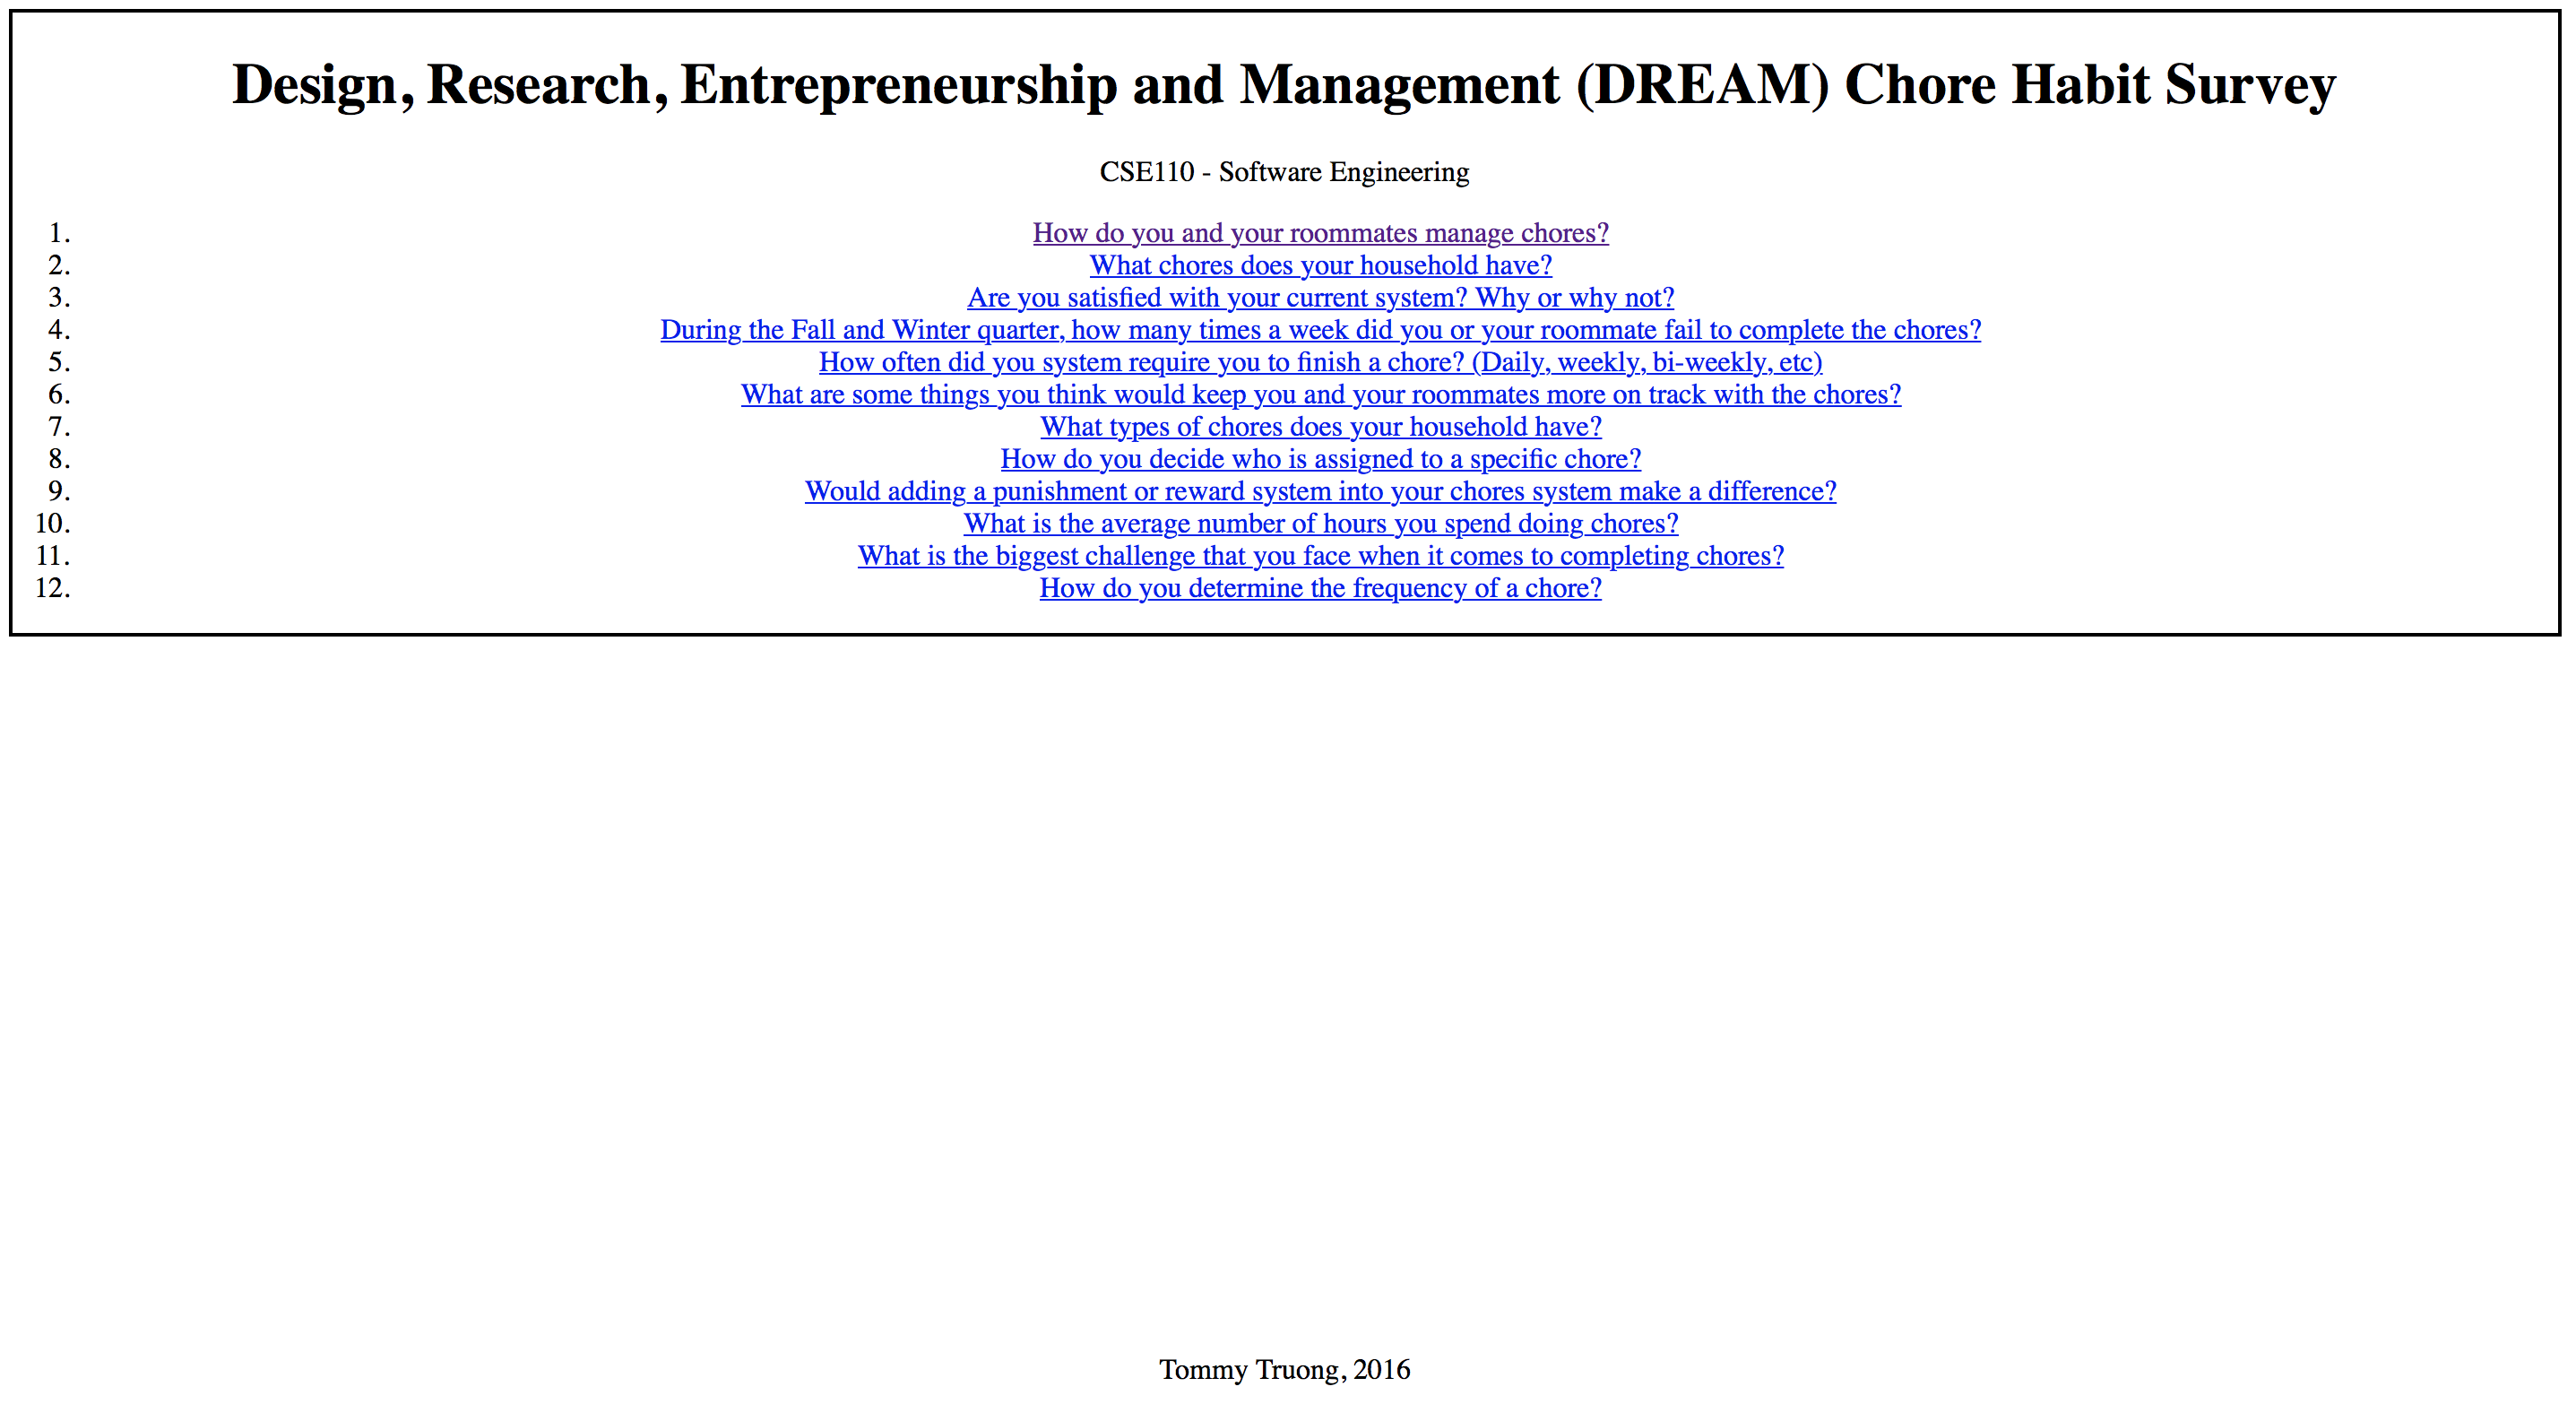 Design, Research, Entrepreneurship and Management (DREAM) Chore Habit Survey
CSE110 - Software Engineering
1. How do you and your roommates manage chores?
2. What chores does your household have?
3. Are you satisfied with your current system? Why or why not?
4. During the Fall and Winter quarter, how many times a week did you or your roommate fail to complete the chores?
5. How often did you system require you to finish a chore? (Daily, weekly, bi-weekly, etc)
6. What are some things you think would keep you and your roommates more on track with the chores?
7. What types of chores does your household have?
8. How do you decide who is assigned to a specific chore?
9. Would adding a punishment or reward system into your chores system make a difference?
10. What is the average number of hours you spend doing chores?
11. What is the biggest challenge that you face when it comes to completing chores?
12. How do you determine the frequency of a chore?
Tommy Truong, 2016